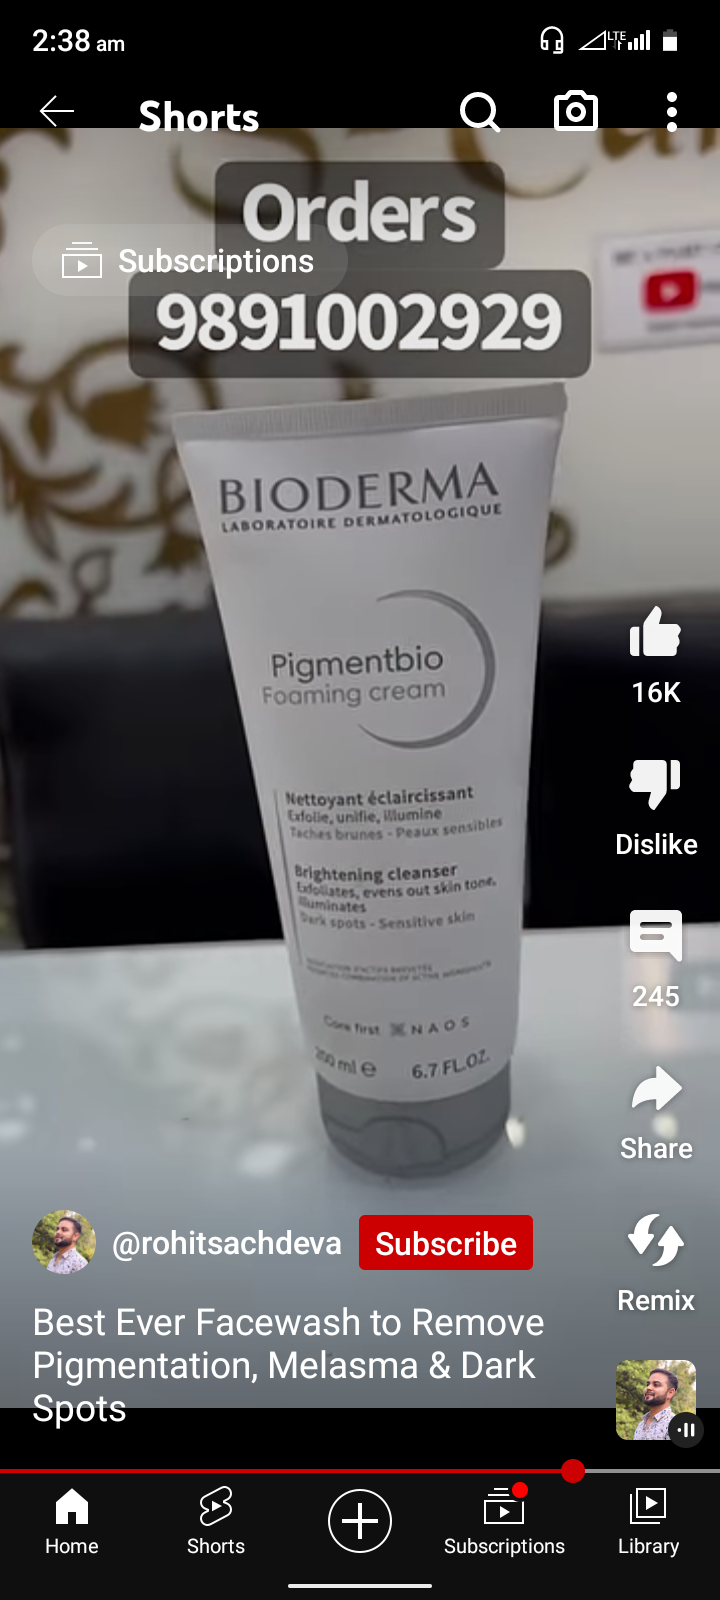 2:38 am
LTE
Shorts
Orders
Subscriptions
9891002929
BIODERMA
LABORATOIRE DERMATOLOGIQUE
Pigmentbio
Foaming cream
16K
Nettoyant éclaircissant
Exfolie, unifie, illumine
Taches brunes - Peaux sensibles
Dislike
Brightening cleanser
Exfoliates, evens out skin tone,
illuminates
Dark spots - Sensitive skin
245
Care first NAOS
200 ml e 6.7 FL.OZ.
Share
@rohitsachdeva
Subscribe
Remix
Best Ever Facewash to Remove
Pigmentation, Melasma & Dark
Spots
Home
Shorts
Subscriptions
Library